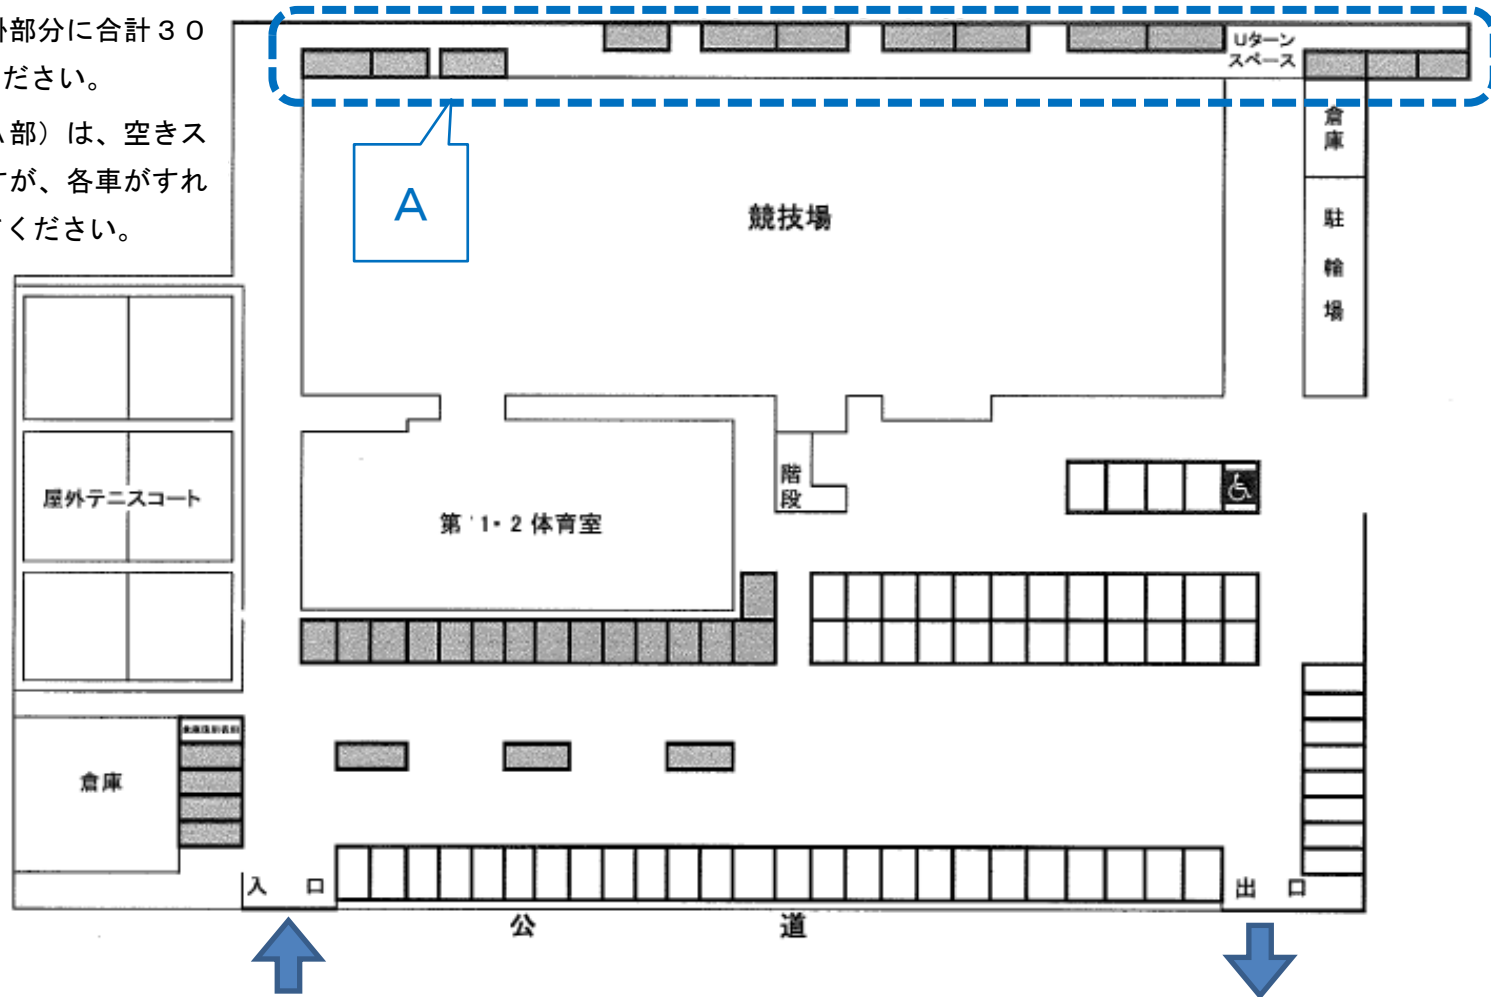 部分に合計３０
ださい。
部）は、空きス
が、各車がすれ
ください。
Uターン
スペース
倉庫
A
競技場
駐輪場
屋外テニスコート
階段
第1・2体育室
倉庫
入口
出口
公道